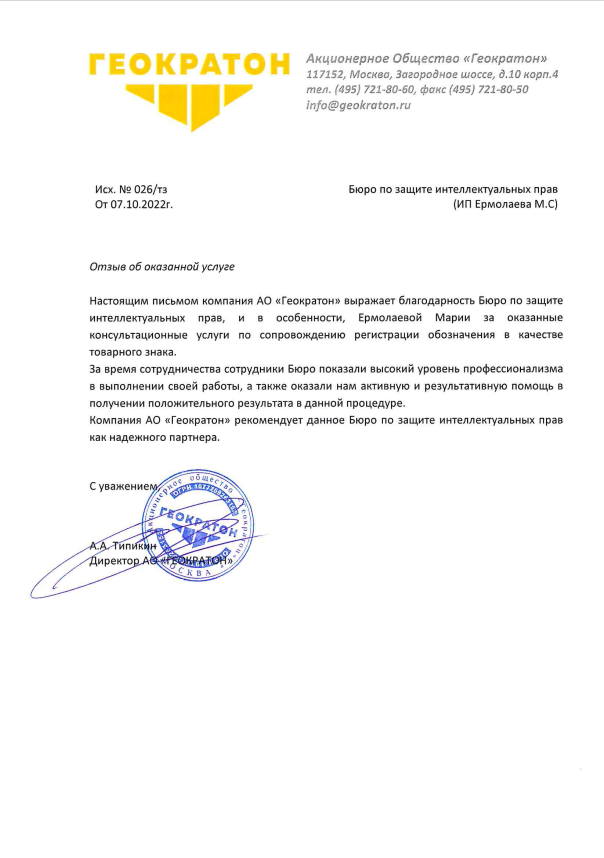 ГЕОКРАТОН
Акционерное Общество «Геократон»
117152, Москва, Загородное шоссе, д.10 корп.4
тел. (495) 721-80-60, факс (495) 721-80-50
info@geokraton.ru
Исх. № 026/тз
От 07.10.2022г.
Бюро по защите интеллектуальных прав
(ИП Ермолаева М.С)
Отзыв об оказанной услуге
Настоящим письмом компания АО «Геократон» выражает благодарность Бюро по защите
интеллектуальных прав, и в особенности, Ермолаевой Марии за оказанные
консультационные услуги по сопровождению регистрации обозначения в качестве
товарного знака.
За время сотрудничества сотрудники Бюро показали высокий уровень профессионализма
в выполнении своей работы, а также оказали нам активную и результативную помощь в
получении положительного результата в данной процедуре.
Компания АО «Геократон» рекомендует данное Бюро по защите интеллектуальных прав
как надежного партнера.
С уважением,
Акционерное общество
ГЕОКРАТОН
МОСКВА
А.А. Типикин
Директор АО «ГЕОКРАТОН»